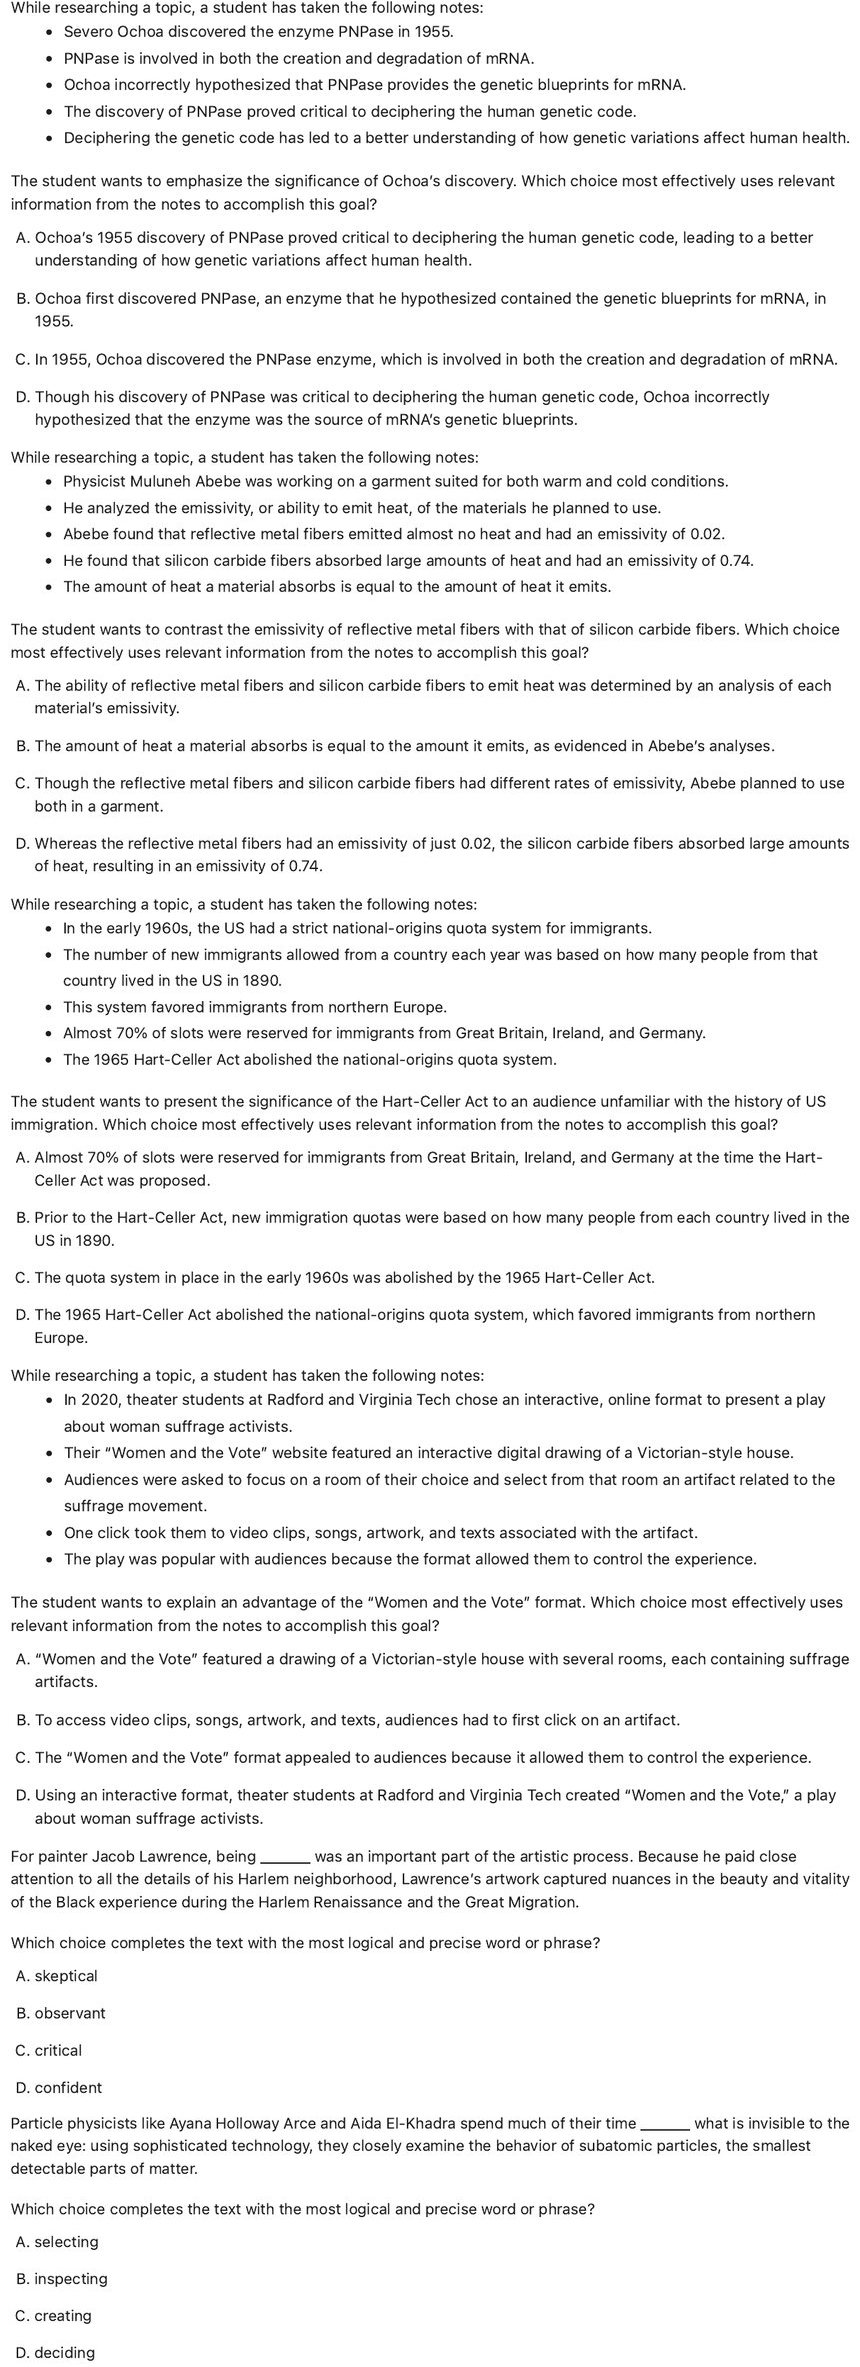 While researching a topic, a student has taken the following notes:
• Severo Ochoa discovered the enzyme PNPase in 1955.
• PNPase is involved in both the creation and degradation of mRNA.
• Ochoa incorrectly hypothesized that PNPase provides the genetic blueprints for mRNA.
• The discovery of PNPase proved critical to deciphering the human genetic code.
• Deciphering the genetic code has led to a better understanding of how genetic variations affect human health.
The student wants to emphasize the significance of Ochoa’s discovery. Which choice most effectively uses relevant
information from the notes to accomplish this goal?
A. Ochoa’s 1955 discovery of PNPase proved critical to deciphering the human genetic code, leading to a better
understanding of how genetic variations affect human health.
B. Ochoa first discovered PNPase, an enzyme that he hypothesized contained the genetic blueprints for mRNA, in
1955.
C. In 1955, Ochoa discovered the PNPase enzyme, which is involved in both the creation and degradation of mRNA.
D. Though his discovery of PNPase was critical to deciphering the human genetic code, Ochoa incorrectly
hypothesized that the enzyme was the source of mRNA’s genetic blueprints.
While researching a topic, a student has taken the following notes:
• Physicist Muluneh Abebe was working on a garment suited for both warm and cold conditions.
• He analyzed the emissivity, or ability to emit heat, of the materials he planned to use.
• Abebe found that reflective metal fibers emitted almost no heat and had an emissivity of 0.02.
• He found that silicon carbide fibers absorbed large amounts of heat and had an emissivity of 0.74.
• The amount of heat a material absorbs is equal to the amount of heat it emits.
The student wants to contrast the emissivity of reflective metal fibers with that of silicon carbide fibers. Which choice
most effectively uses relevant information from the notes to accomplish this goal?
A. The ability of reflective metal fibers and silicon carbide fibers to emit heat was determined by an analysis of each
material’s emissivity.
B. The amount of heat a material absorbs is equal to the amount it emits, as evidenced in Abebe’s analyses.
C. Though the reflective metal fibers and silicon carbide fibers had different rates of emissivity, Abebe planned to use
both in a garment.
D. Whereas the reflective metal fibers had an emissivity of just 0.02, the silicon carbide fibers absorbed large amounts
of heat, resulting in an emissivity of 0.74.
While researching a topic, a student has taken the following notes:
• In the early 1960s, the US had a strict national-origins quota system for immigrants.
• The number of new immigrants allowed from a country each year was based on how many people from that
country lived in the US in 1890.
• This system favored immigrants from northern Europe.
• Almost 70% of slots were reserved for immigrants from Great Britain, Ireland, and Germany.
• The 1965 Hart-Celler Act abolished the national-origins quota system.
The student wants to present the significance of the Hart-Celler Act to an audience unfamiliar with the history of US
immigration. Which choice most effectively uses relevant information from the notes to accomplish this goal?
A. Almost 70% of slots were reserved for immigrants from Great Britain, Ireland, and Germany at the time the Hart-
Celler Act was proposed.
B. Prior to the Hart-Celler Act, new immigration quotas were based on how many people from each country lived in the
US in 1890.
C. The quota system in place in the early 1960s was abolished by the 1965 Hart-Celler Act.
D. The 1965 Hart-Celler Act abolished the national-origins quota system, which favored immigrants from northern
Europe.
While researching a topic, a student has taken the following notes:
• In 2020, theater students at Radford and Virginia Tech chose an interactive, online format to present a play
about woman suffrage activists.
• Their “Women and the Vote” website featured an interactive digital drawing of a Victorian-style house.
• Audiences were asked to focus on a room of their choice and select from that room an artifact related to the
suffrage movement.
• One click took them to video clips, songs, artwork, and texts associated with the artifact.
• The play was popular with audiences because the format allowed them to control the experience.
The student wants to explain an advantage of the “Women and the Vote” format. Which choice most effectively uses
relevant information from the notes to accomplish this goal?
A. “Women and the Vote” featured a drawing of a Victorian-style house with several rooms, each containing suffrage
artifacts.
B. To access video clips, songs, artwork, and texts, audiences had to first click on an artifact.
C. The “Women and the Vote” format appealed to audiences because it allowed them to control the experience.
D. Using an interactive format, theater students at Radford and Virginia Tech created “Women and the Vote,” a play
about woman suffrage activists.
For painter Jacob Lawrence, being ______ was an important part of the artistic process. Because he paid close
attention to all the details of his Harlem neighborhood, Lawrence’s artwork captured nuances in the beauty and vitality
of the Black experience during the Harlem Renaissance and the Great Migration.
Which choice completes the text with the most logical and precise word or phrase?
A. skeptical
B. observant
C. critical
D. confident
Particle physicists like Ayana Holloway Arce and Aida El-Khadra spend much of their time ______ what is invisible to the
naked eye: using sophisticated technology, they closely examine the behavior of subatomic particles, the smallest
detectable parts of matter.
Which choice completes the text with the most logical and precise word or phrase?
A. selecting
B. inspecting
C. creating
D. deciding